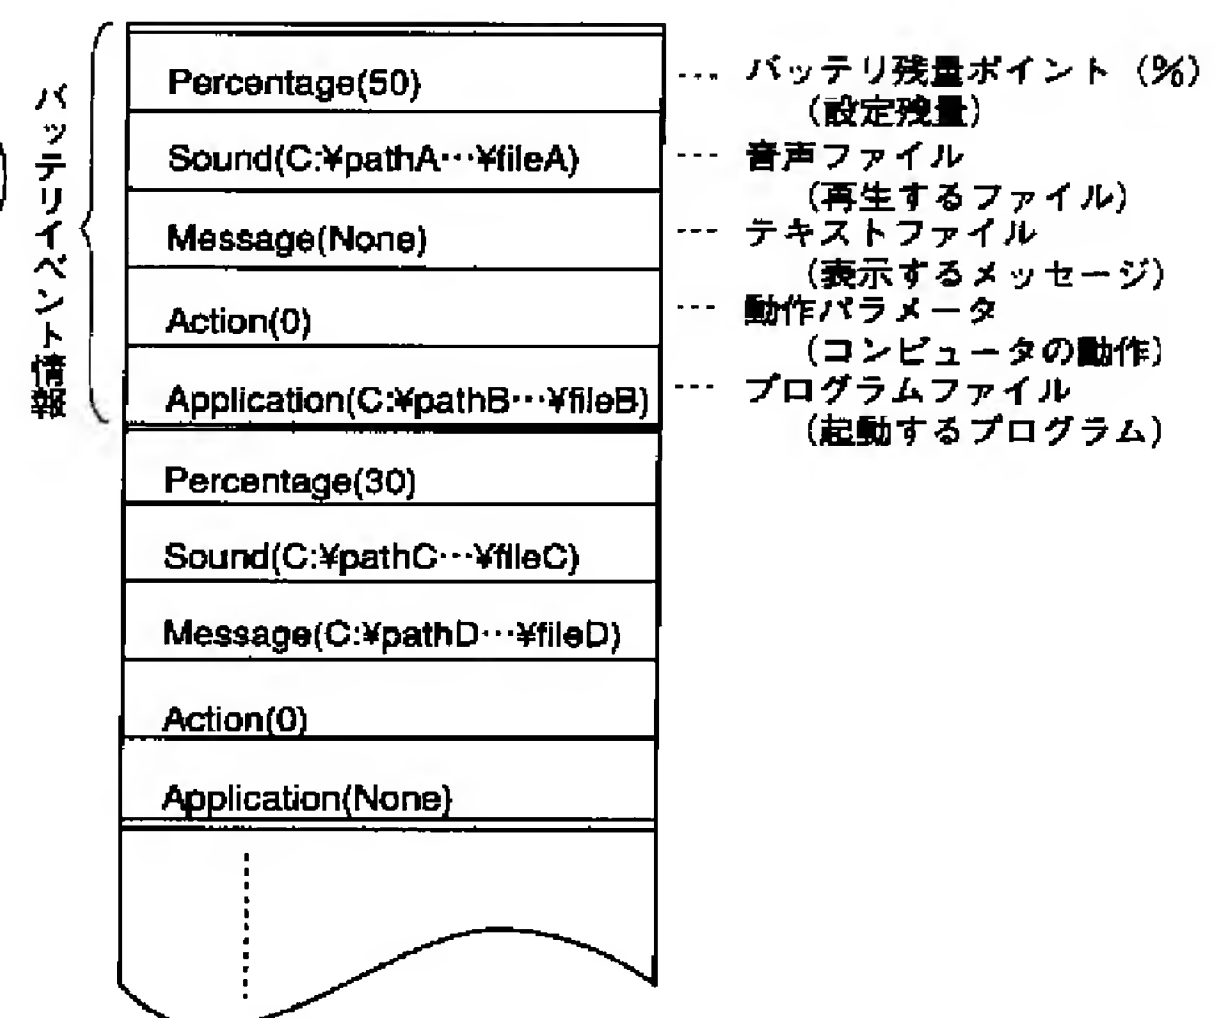 バッテリイベント情報
Percentage(50)
… バッテリ残量ポイント (%)
(設定残量)
Sound(C:¥pathA…¥fileA)
… 音声ファイル
(再生するファイル)
Message(None)
… テキストファイル
(表示するメッセージ)
Action(0)
… 動作パラメータ
(コンピュータの動作)
Application(C:¥pathB…¥fileB)
… プログラムファイル
(起動するプログラム)
Percentage(30)
Sound(C:¥pathC…¥fileC)
Message(C:¥pathD…¥fileD)
Action(0)
Application(None)